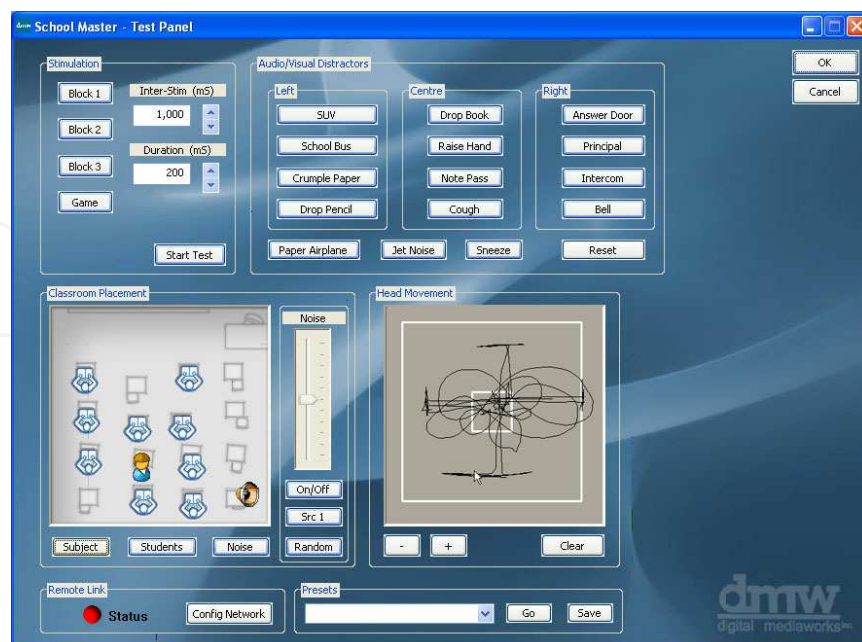 dmw School Master - Test Panel
Stimulation
Block 1
Inter-Stim (mS)
1,000
Block 2
Duration (mS)
Block 3
200
Game
Start Test
Audio/Visual Distractors
Left
SUV
School Bus
Crumple Paper
Drop Pencil
Centre
Drop Book
Raise Hand
Note Pass
Cough
Right
Answer Door
Principal
Intercom
Bell
Paper Airplane
Jet Noise
Sneeze
Reset
OK
Cancel
Classroom Placement
Noise
On/Off
Src 1
Random
Subject
Students
Noise
Head Movement
-
+
Clear
Remote Link
Status
Config Network
Presets
Go
Save
dmw
digital mediaworks inc